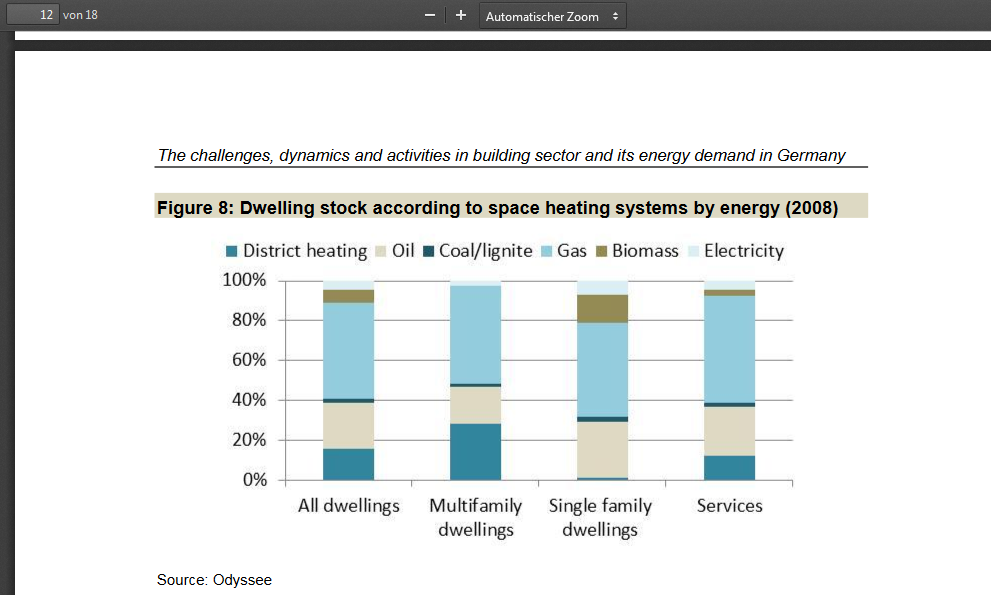 12 von 18 Automatischer Zoom
The challenges, dynamics and activities in building sector and its energy demand in Germany
Figure 8: Dwelling stock according to space heating systems by energy (2008)
District heating Oil Coal/lignite Gas Biomass Electricity
100%
80%
60%
40%
20%
0%
All dwellings Multifamily dwellings Single family dwellings Services
Source: Odyssee